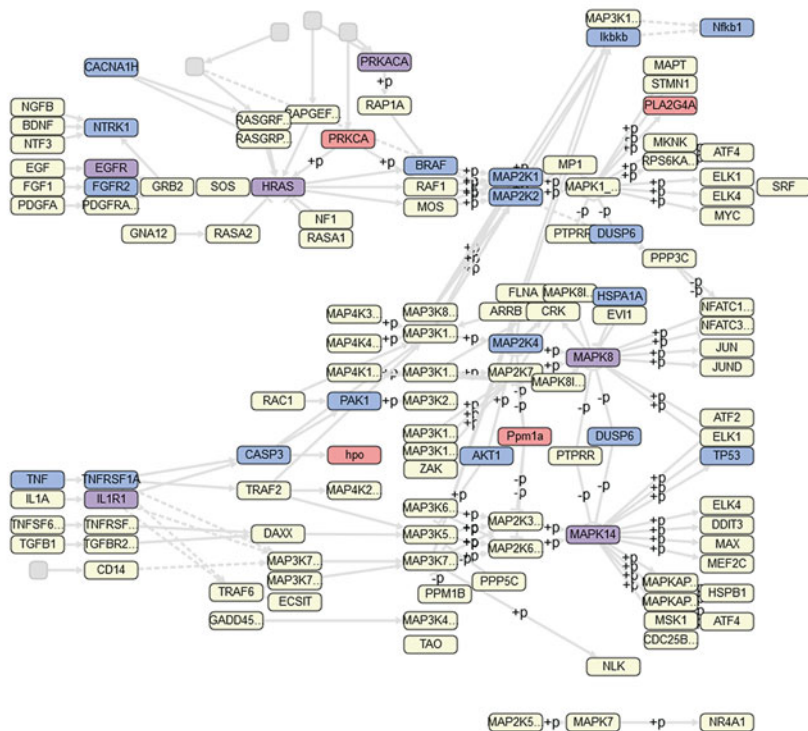 MAP3K1...
Ikbkb
Nfkb1
PRKACA
CACNA1H
+p
MAPT
STMN1
PLA2G4A
NGFB
BDNF
NTF3
NTRK1
RASGRF...
RASGRP...
RAPGEF...
RAP1A
PRKCA
+p
+p
+p
+p
MKNK
RPS6KA...
ATF4
EGF
EGFR
FGF1
FGFR2
PDGFA
PDGFRA...
GRB2
SOS
HRAS
+p
+p
BRAF
RAF1
MOS
+p
+p
+p
+p
MAP2K1
MAP2K2
MP1
MAPK1_...
+p
+p
+p
ELK1
ELK4
MYC
SRF
GNA12
RASA2
NF1
RASA1
-p
-p
PTPRR
DUSP6
PPP3C...
+p
+p
+p
-p
-p
FLNA
MAPK8I...
HSPA1A
ARRB
CRK
EVI1
NFATC1...
NFATC3...
JUN
JUND
MAP4K3...
MAP4K4...
MAP4K1...
+p
+p
MAP3K8...
MAP3K1...
MAP3K1...
MAP3K2...
MAP2K4
MAP2K7
MAPK8I...
+p
+p
MAPK8
+p
+p
+p
+p
RAC1
PAK1
+p
MAP3K1...
MAP3K1...
ZAK
+p
-p
-p
-p
-p
Ppm1a
AKT1
PTPRR
DUSP6
ATF2
ELK1
TP53
+p
+p
TNF
TNFRSF1A
IL1A
IL1R1
TNFSF6...
TNFRSF...
TGFB1
TGFBR2...
CD14
CASP3
hpo
TRAF2
MAP4K2...
DAXX
MAP3K7...
MAP3K7...
ECSIT
TRAF6
GADD45...
MAP3K6...
MAP3K5...
MAP3K7...
+p
+p
+p
-p
-p
-p
-p
MAP2K3...
MAP2K6...
+p
+p
MAPK14
+p
+p
+p
+p
+p
+p
ELK4
DDIT3
MAX
MEF2C
PPP5C
PPM1B
MAP3K4...
TAO
+p
+p
+p
+p
+p
MAPKAP...
MAPKAP...
MSK1
CDC25B...
HSPB1
ATF4
NLK
MAP2K5...
+p
MAPK7
+p
NR4A1